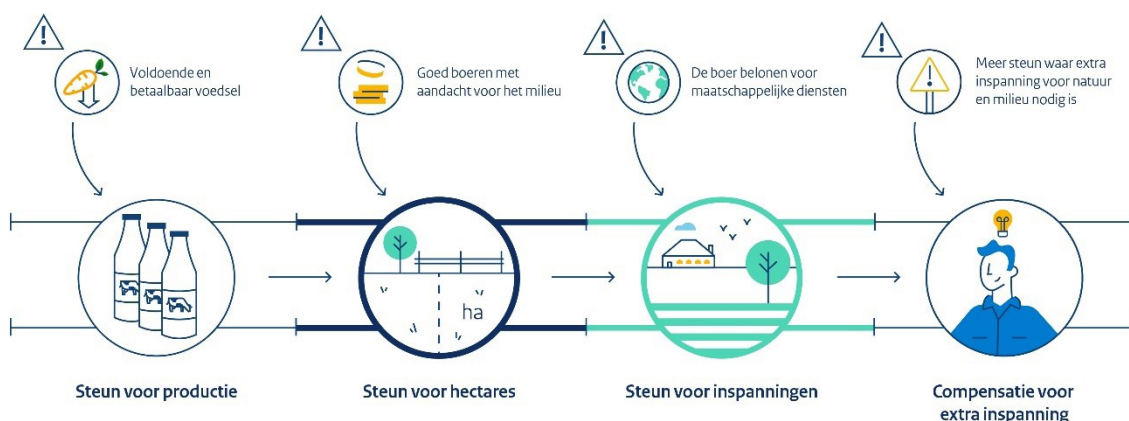 !
Voldoende en
betaalbaar voedsel
!
Goed boeren met
aandacht voor het milieu
!
De boer belonen voor
maatschappelijke diensten
!
!
Meer steun waar extra
inspanning voor natuur
en milieu nodig is
ha
Steun voor productie
Steun voor hectares
Steun voor inspanningen
Compensatie voor
extra inspanning